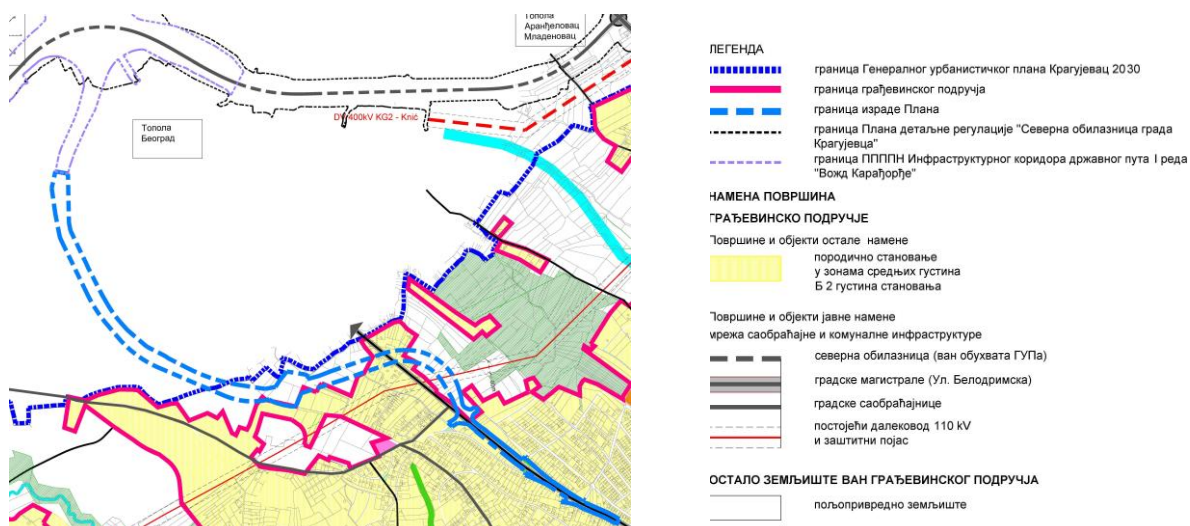 Топола
Аранђеловац
Младеновац
DV 400kV KG2 - Knić
Топола
Београд
ЛЕГЕНДА
граница Генералног урбанистичког плана Крагујевац 2030
граница грађевинског подручја
граница израде Плана
граница Плана детаљне регулације "Северна обилазница града
Крагујевца"
граница ППППН Инфраструктурног коридора државног пута I реда
"Вожд Карађорђе"
НАМЕНА ПОВРШИНА
ГРАЂЕВИНСКО ПОДРУЧЈЕ
Површине и објекти остале намене
породично становање
у зонама средњих густина
Б 2 густина становања
Површине и објекти јавне намене
мрежа саобраћајне и комуналне инфраструктуре
северна обилазница (ван обухвата ГУПа)
градске магистрале (Ул. Белодримска)
градске саобраћајнице
постојећи далековод 110 kV
и заштитни појас
ОСТАЛО ЗЕМЉИШТЕ ВАН ГРАЂЕВИНСКОГ ПОДРУЧЈА
пољопривредно земљиште